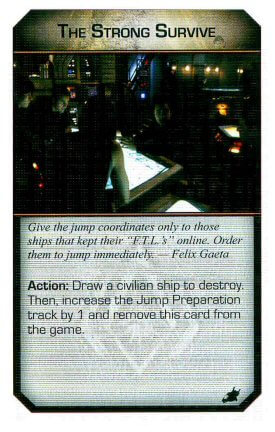 THE STRONG SURVIVE
Give the jump coordinates only to those
ships that kept their "F.T.L.'s" online. Order
them to jump immediately. — Felix Gaeta
Action: Draw a civilian ship to destroy.
Then, increase the Jump Preparation
track by 1 and remove this card from
the game.